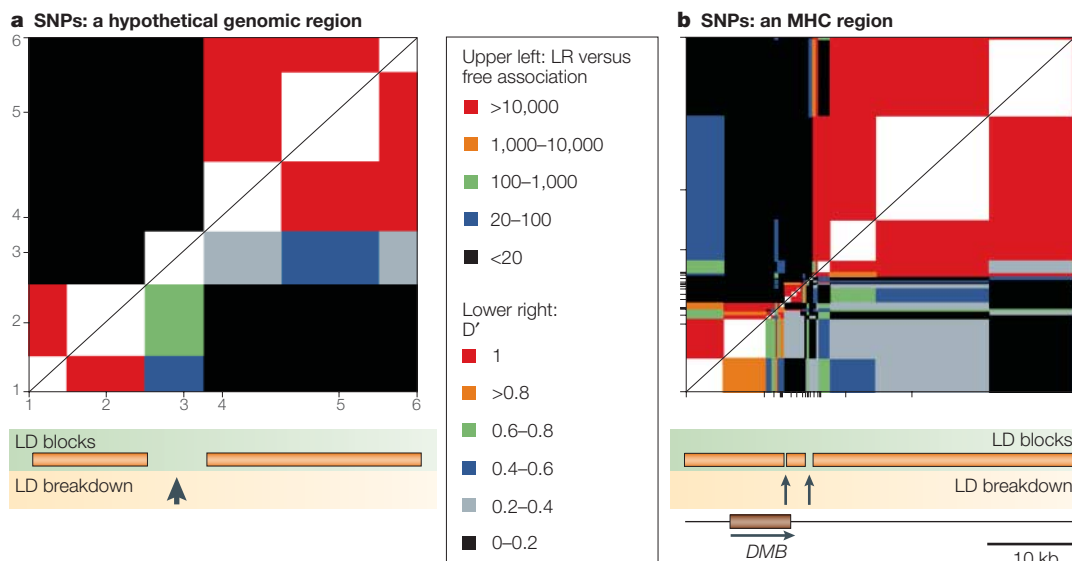 a SNPs: a hypothetical genomic region
6
5
4
3
2
1
1 2 3 4 5 6
LD blocks
LD breakdown
Upper left: LR versus
free association
>10,000
1,000–10,000
100–1,000
20–100
<20
Lower right:
D′
1
>0.8
0.6–0.8
0.4–0.6
0.2–0.4
0–0.2
b SNPs: an MHC region
LD blocks
LD breakdown
DMB
10 kb